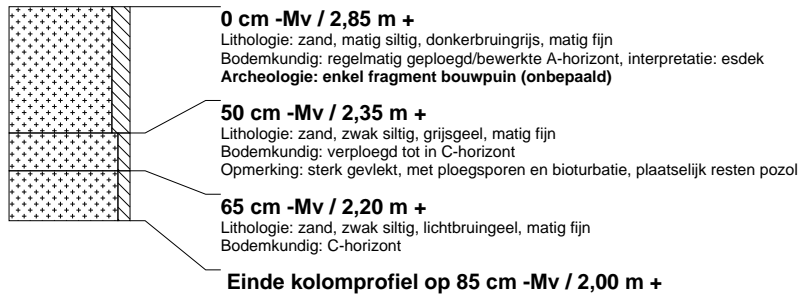 0 cm -Mv / 2,85 m +
Lithologie: zand, matig siltig, donkerbruingrijs, matig fijn
Bodemkundig: regelmatig geploegd/bewerkte A-horizont, interpretatie: esdek
Archeologie: enkel fragment bouwpuin (onbepaald)
50 cm -Mv / 2,35 m +
Lithologie: zand, zwak siltig, grijsgeel, matig fijn
Bodemkundig: verploegd tot in C-horizont
Opmerking: sterk gevlekt, met ploegsporen en bioturbatie, plaatselijk resten pozol
65 cm -Mv / 2,20 m +
Lithologie: zand, zwak siltig, lichtbruingeel, matig fijn
Bodemkundig: C-horizont
Einde kolomprofiel op 85 cm -Mv / 2,00 m +